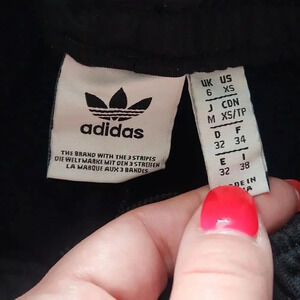 adidas
THE BRAND WITH THE 3 STRIPES
DIE WELTMARKE MIT DEN 3 STREIFEN
LA MARQUE AUX 3 BANDES
UK US
6 XS
J CDN
M XS/TP
D F
32 34
E I
32 38